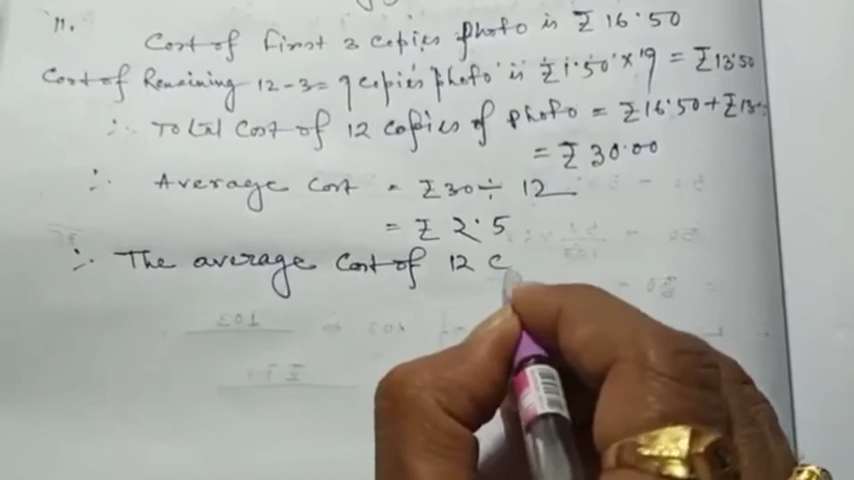 11.
Cost of first 3 copies photo is ₹ 16.50
Cost of Remaining 12-3= 9 copies photo is ₹1.50 × 9 = ₹13.50
∴ Total Cost of 12 copies of photo = ₹16.50+₹13.
= ₹ 30.00
∴ Average Cost = ₹30 ÷ 12
= ₹ 2.5
∴ The average Cost of 12 C